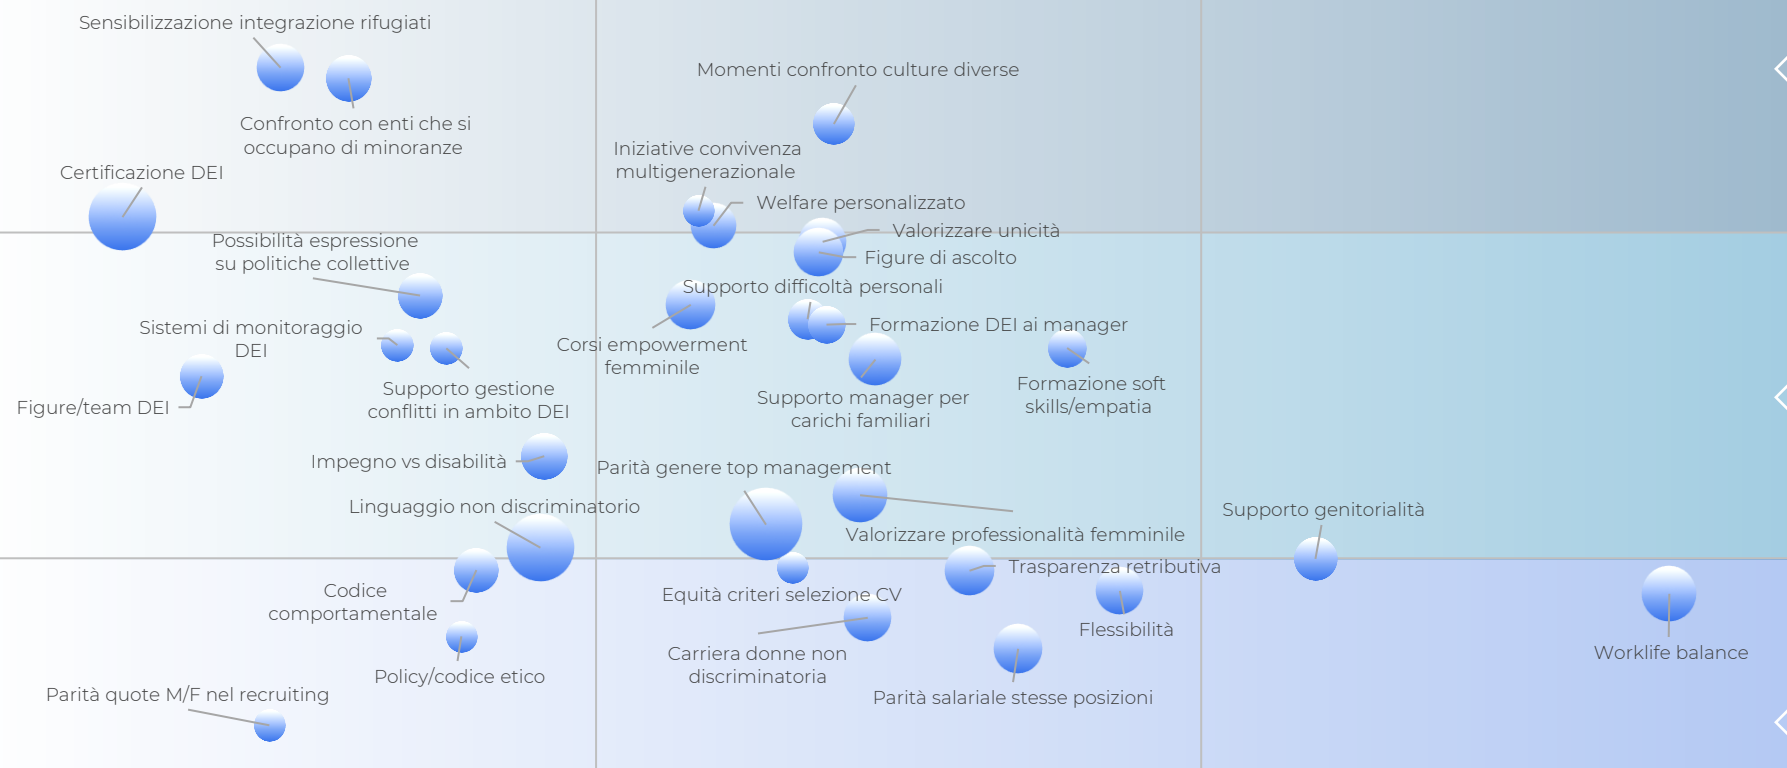 Sensibilizzazione integrazione rifugiati
Confronto con enti che si
occupano di minoranze
Certificazione DEI
Momenti confronto culture diverse
Iniziative convivenza
multigenerazionale
Welfare personalizzato
Valorizzare unicità
Figure di ascolto
Possibilità espressione
su politiche collettive
Supporto difficoltà personali
Sistemi di monitoraggio
DEI
Formazione DEI ai manager
Corsi empowerment
femminile
Figure/team DEI
Supporto gestione
conflitti in ambito DEI
Supporto manager per
carichi familiari
Formazione soft
skills/empatia
Impegno vs disabilità
Parità genere top management
Linguaggio non discriminatorio
Valorizzare professionalità femminile
Supporto genitorialità
Trasparenza retributiva
Codice
comportamentale
Equità criteri selezione CV
Flessibilità
Carriera donne non
discriminatoria
Worklife balance
Policy/codice etico
Parità salariale stesse posizioni
Parità quote M/F nel recruiting